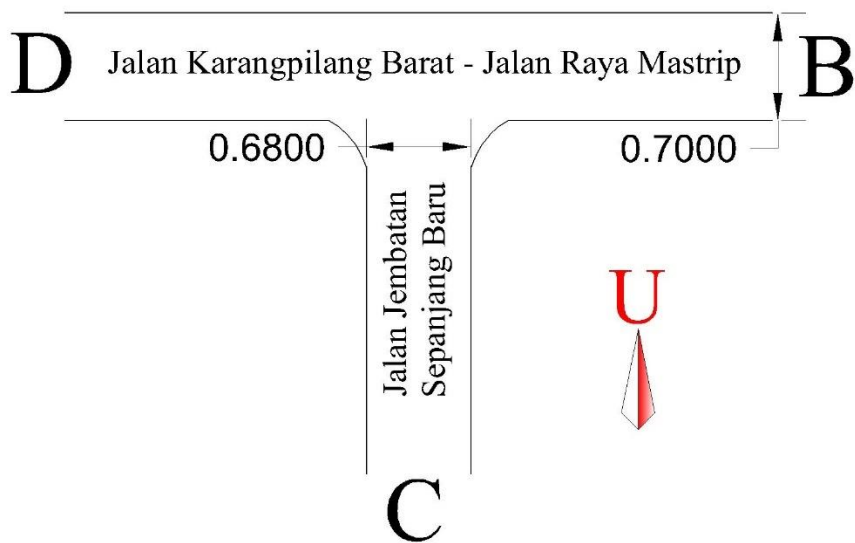 D
Jalan Karangpilang Barat - Jalan Raya Mastrip
B
0.6800
0.7000
Jalan Jembatan
Sepanjang Baru
U
C